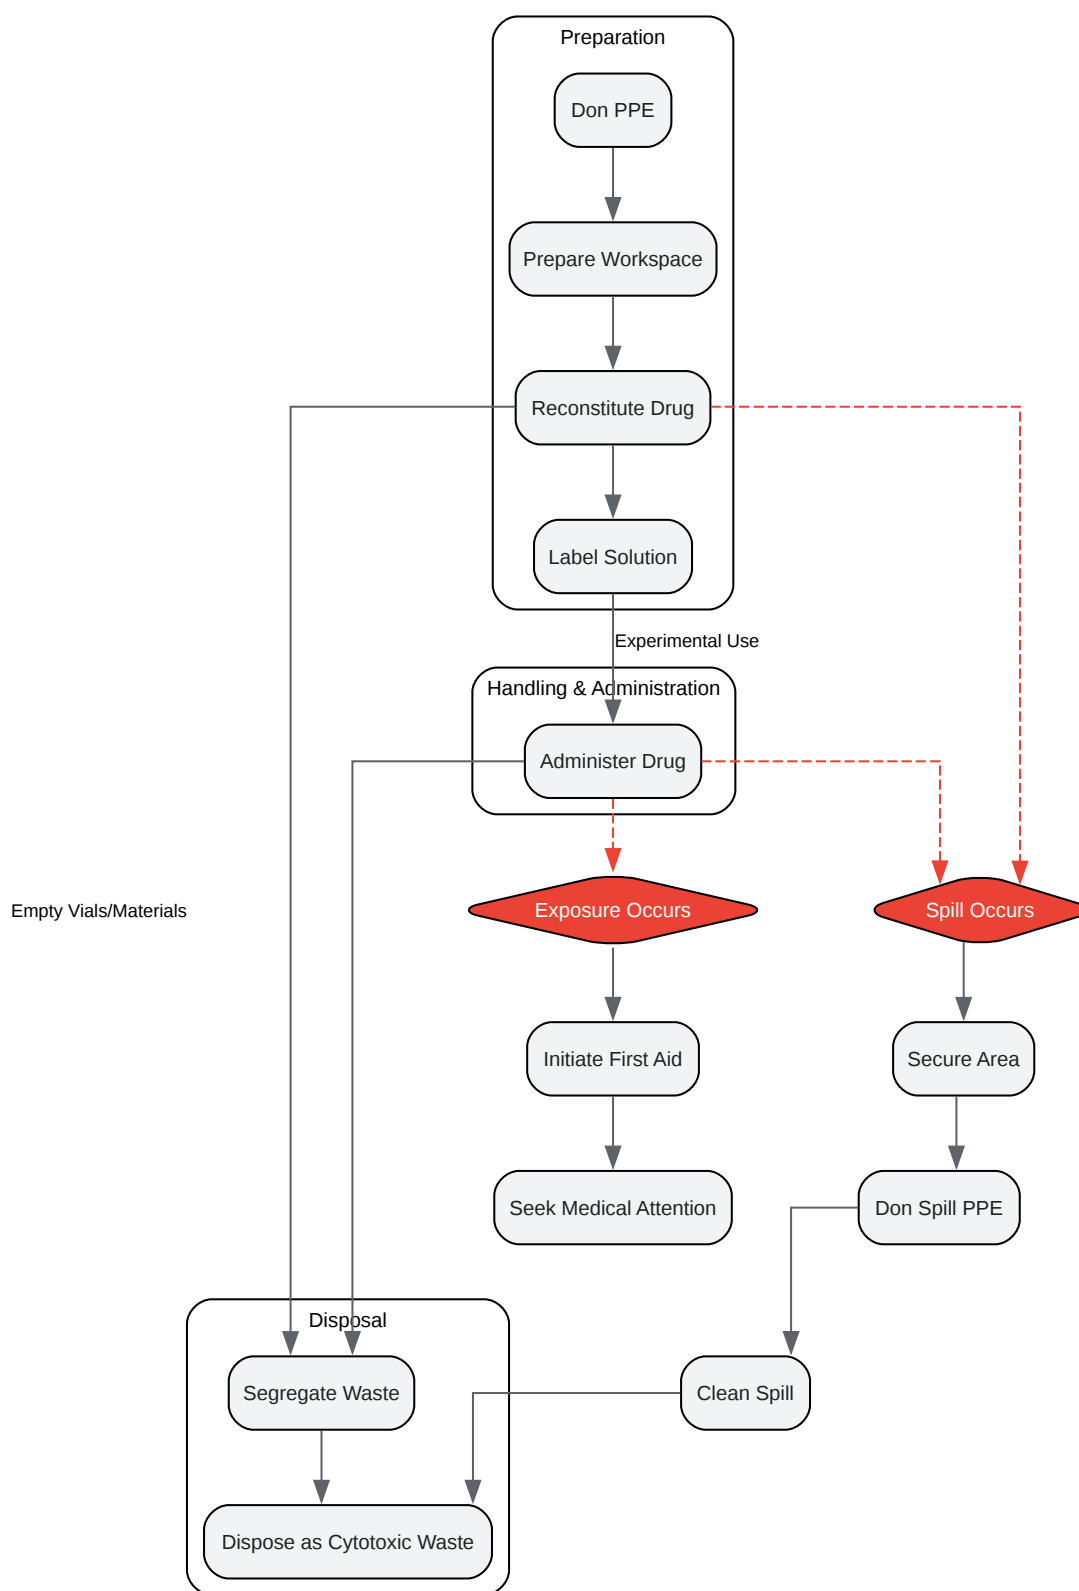 Preparation
Don PPE
Prepare Workspace
Reconstitute Drug
Label Solution
Experimental Use
Handling & Administration
Administer Drug
Empty Vials/Materials
Exposure Occurs
Spill Occurs
Initiate First Aid
Secure Area
Seek Medical Attention
Don Spill PPE
Disposal
Segregate Waste
Clean Spill
Dispose as Cytotoxic Waste